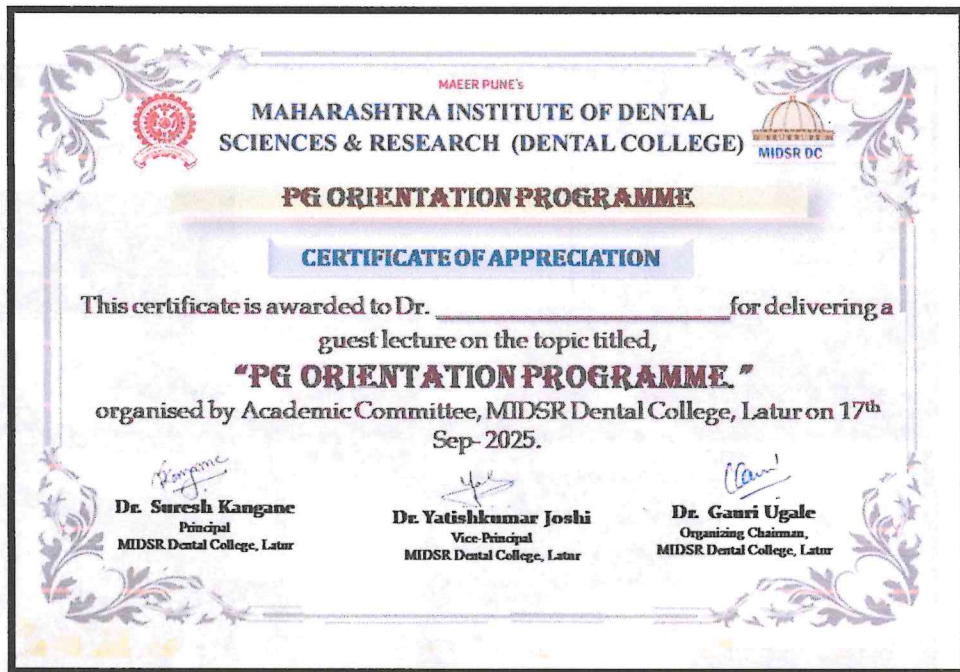 MAEER PUNE's
MAHARASHTRA INSTITUTE OF DENTAL
SCIENCES & RESEARCH (DENTAL COLLEGE)
MIDSR DC
PG ORIENTATION PROGRAMME
CERTIFICATE OF APPRECIATION
This certificate is awarded to Dr. ____________________ for delivering a
guest lecture on the topic titled,
"PG ORIENTATION PROGRAMME."
organised by Academic Committee, MIDSR Dental College, Latur on 17th
Sep- 2025.
Dr. Suresh Kangane
Principal
MIDSR Dental College, Latur
Dr. Yatishkumar Joshi
Vice-Principal
MIDSR Dental College, Latur
Dr. Gauri Ugale
Organizing Chairman,
MIDSR Dental College, Latur